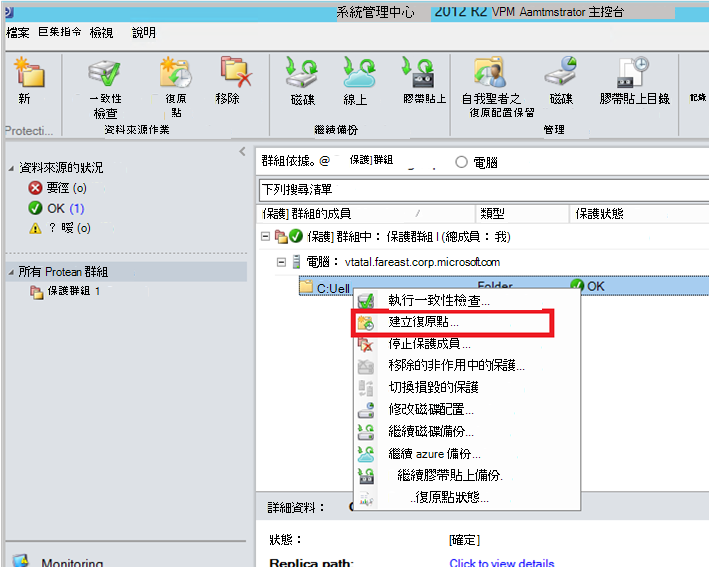 系統管理中心 2012 R2 VPM Aamtmstrator 主控台
檔案 巨集指令 檢視 說明
新 一致性檢查 復原點 移除 磁碟 線上 膠帶貼上 自我聖者之復原配置保留 磁碟 膠帶貼上目錄
Protecti... 資料來源作業 繼續備份 管理
資料來源的狀況
要徑 (o)
OK (1)
? 暖 (o)
所有 Protean 群組
保護群組 1
Monitoring
群組依據。@ 保護]群組 電腦
下列搜尋清單
保護] 群組的成員 / 類型 保護狀態
保護] 群組中： 保護群組 I (總成員： 我)
電腦： vtatal.fareast.corp.microsoft.com
C:Uell Folder OK
執行一致性檢查...
建立復原點...
停止保護成員...
移除的非作用中的保護...
切換損毀的保護
修改磁碟配置...
繼續磁碟備份...
繼續 azure 備份...
繼續膠帶貼上備份.
..復原點狀態...
詳細資料：
狀態： [確定]
Replica path: Click to view details